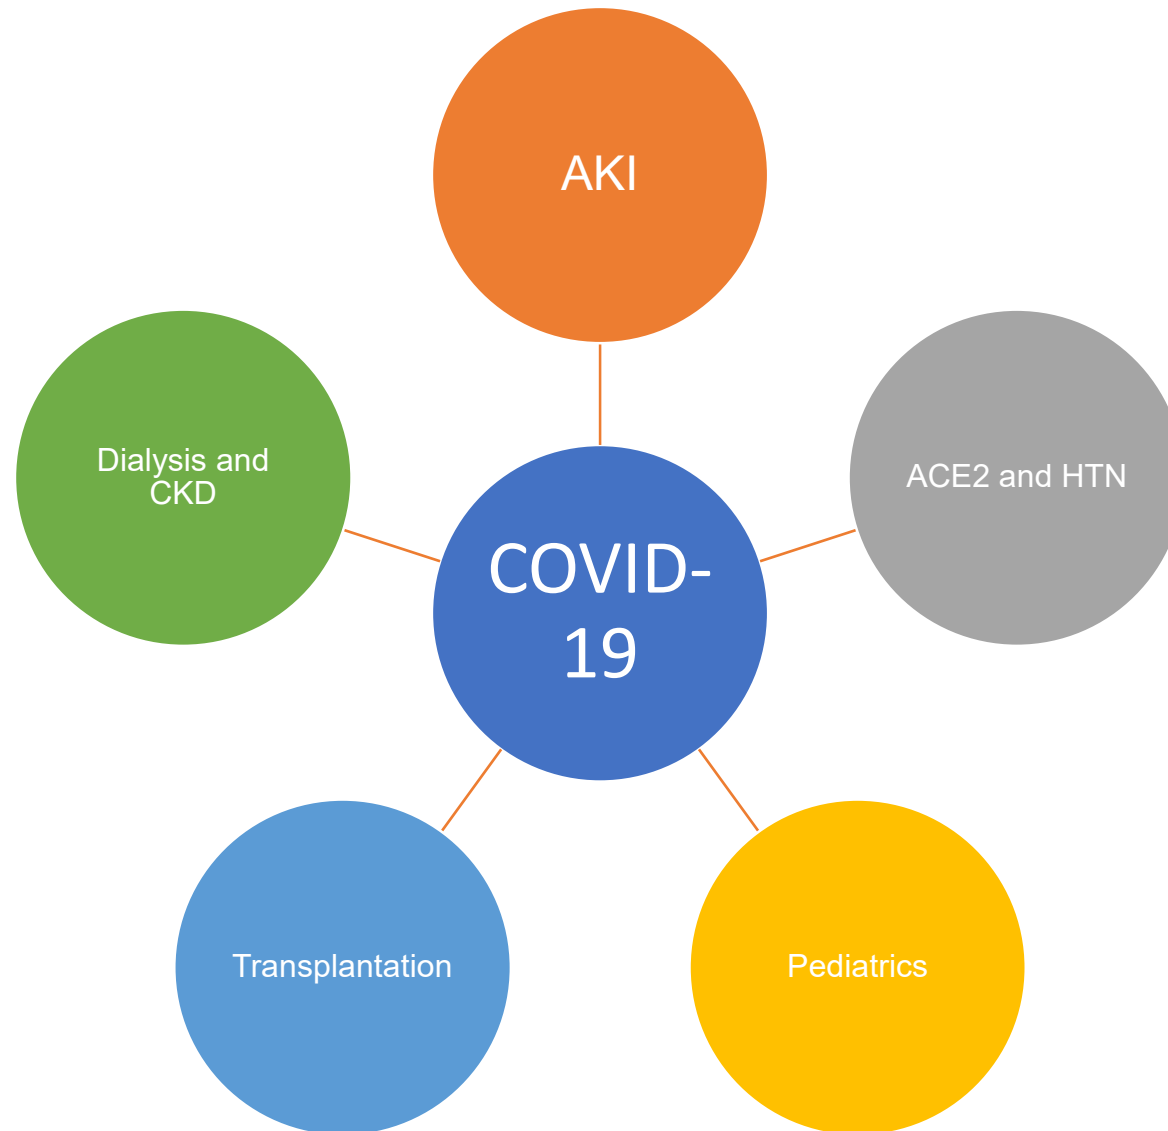 AKI
Dialysis and
CKD
ACE2 and HTN
COVID-
19
Transplantation
Pediatrics